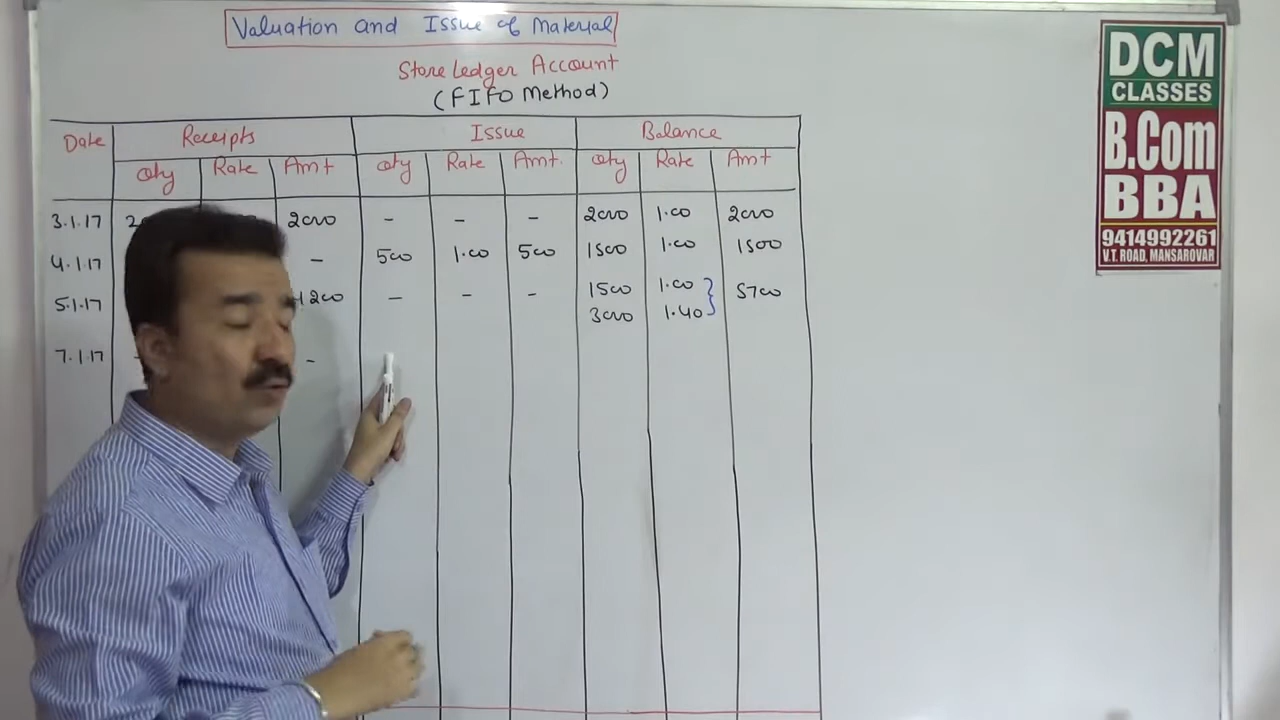 Valuation and Issue of Material
Store Ledger Account
(FIFO Method)
Date Receipts Issue Balance
Qty Rate Amt Qty Rate Amt. Qty Rate Amt
3.1.17 2000 - - - 2000 1.00 2000
4.1.17 - 500 1.00 500 1500 1.00 1500
5.1.17 - - - 1500 1.00 5700
3000 1.40
7.1.17 - -
DCM
CLASSES
B.Com
BBA
9414992261
V.T. ROAD, MANSAROVAR